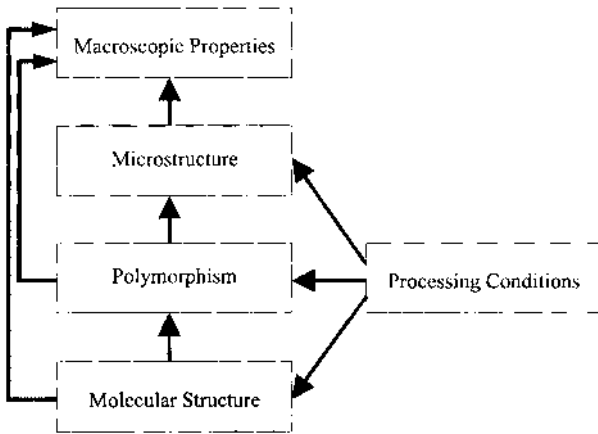 Macroscopic Properties
Microstructure
Polymorphism
Processing Conditions
Molecular Structure